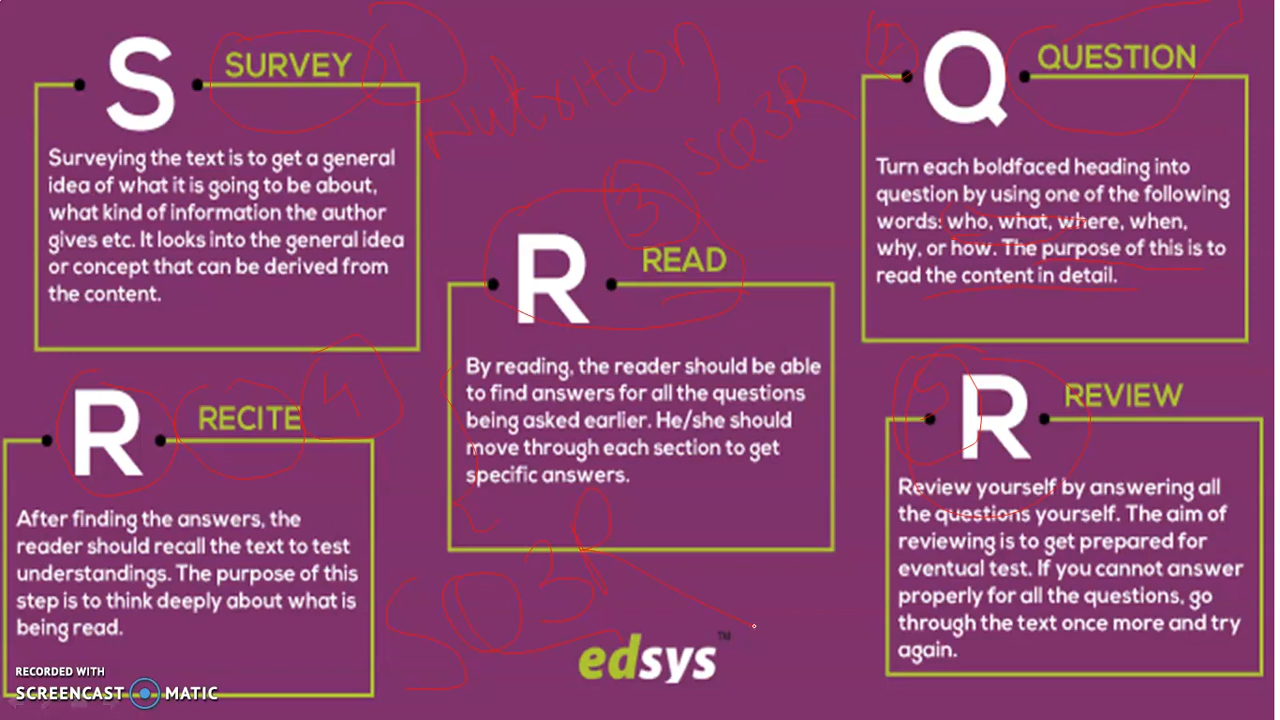 S SURVEY 1
Surveying the text is to get a general
idea of what it is going to be about,
what kind of information the author
gives etc. It looks into the general idea
or concept that can be derived from
the content.
Nutrition
SQ3R
2 Q QUESTION
Turn each boldfaced heading into
question by using one of the following
words: who, what, where, when,
why, or how. The purpose of this is to
read the content in detail.
3
R READ
By reading, the reader should be able
to find answers for all the questions
being asked earlier. He/she should
move through each section to get
specific answers.
R RECITE 4
After finding the answers, the
reader should recall the text to test
understandings. The purpose of this
step is to think deeply about what is
being read.
5 R REVIEW
Review yourself by answering all
the questions yourself. The aim of
reviewing is to get prepared for
eventual test. If you cannot answer
properly for all the questions, go
through the text once more and try
again.
SQ3R
edsys™
RECORDED WITH
SCREENCAST MATIC